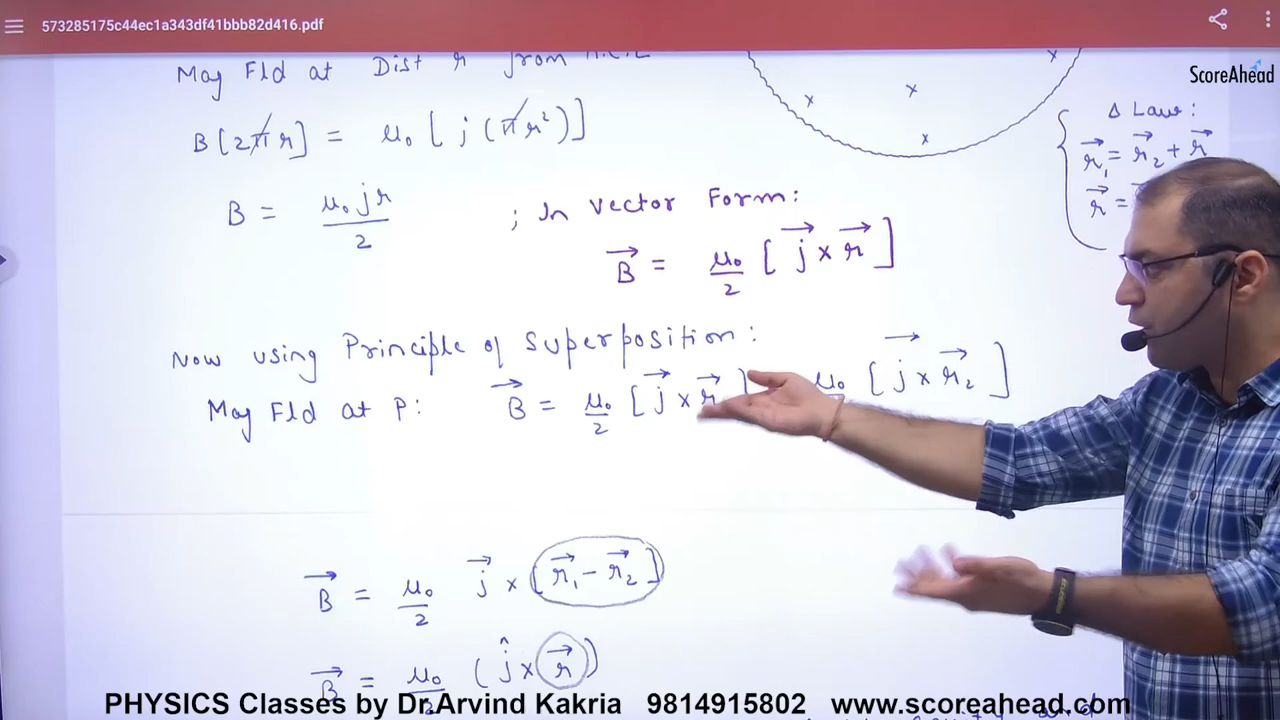 573285175c44ec1a343df41bbb82d416.pdf
ScoreAhead
Mag Fld at Dist r from
B[2πr] = μ₀ [ j (πr²)]
B = μ₀jr/2 ; In Vector Form:
B⃗ = μ₀/2 [ j⃗ × r⃗ ]
Δ Law:
r⃗₁ = r⃗₂ + r⃗
r⃗ =
Now using Principle of Superposition:
Mag Fld at P: B⃗ = μ₀/2 [ j⃗ × r⃗ ] μ₀ [ j⃗ × r⃗₂ ]
B⃗ = μ₀/2 j⃗ × [r⃗₁ - r⃗₂]
B⃗ = μ₀/2 (ĵ × r⃗)
PHYSICS Classes by Dr.Arvind Kakria 9814915802 www.scoreahead.com